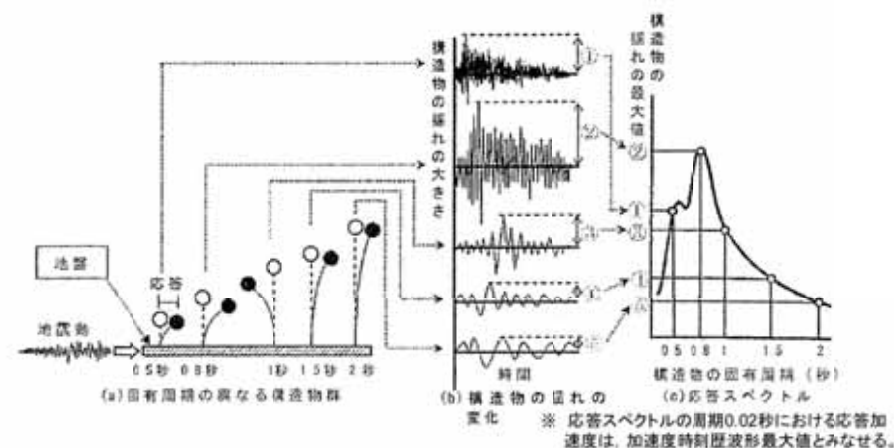 構造物の揺れの大きさ
構造物の
揺れの最大値
①
②
②
①
地盤
応答
地震動
0.5秒
0.8秒
1秒
1.5秒
2秒
(a)固有周期の異なる構造物群
時間
(b)構造物の揺れの
変化
0.5
0.8
1
1.5
2
構造物の固有周期(秒)
(c)応答スペクトル
※ 応答スペクトルの周期0.02秒における応答加
速度は、加速度時刻歴波形最大値とみなせる。